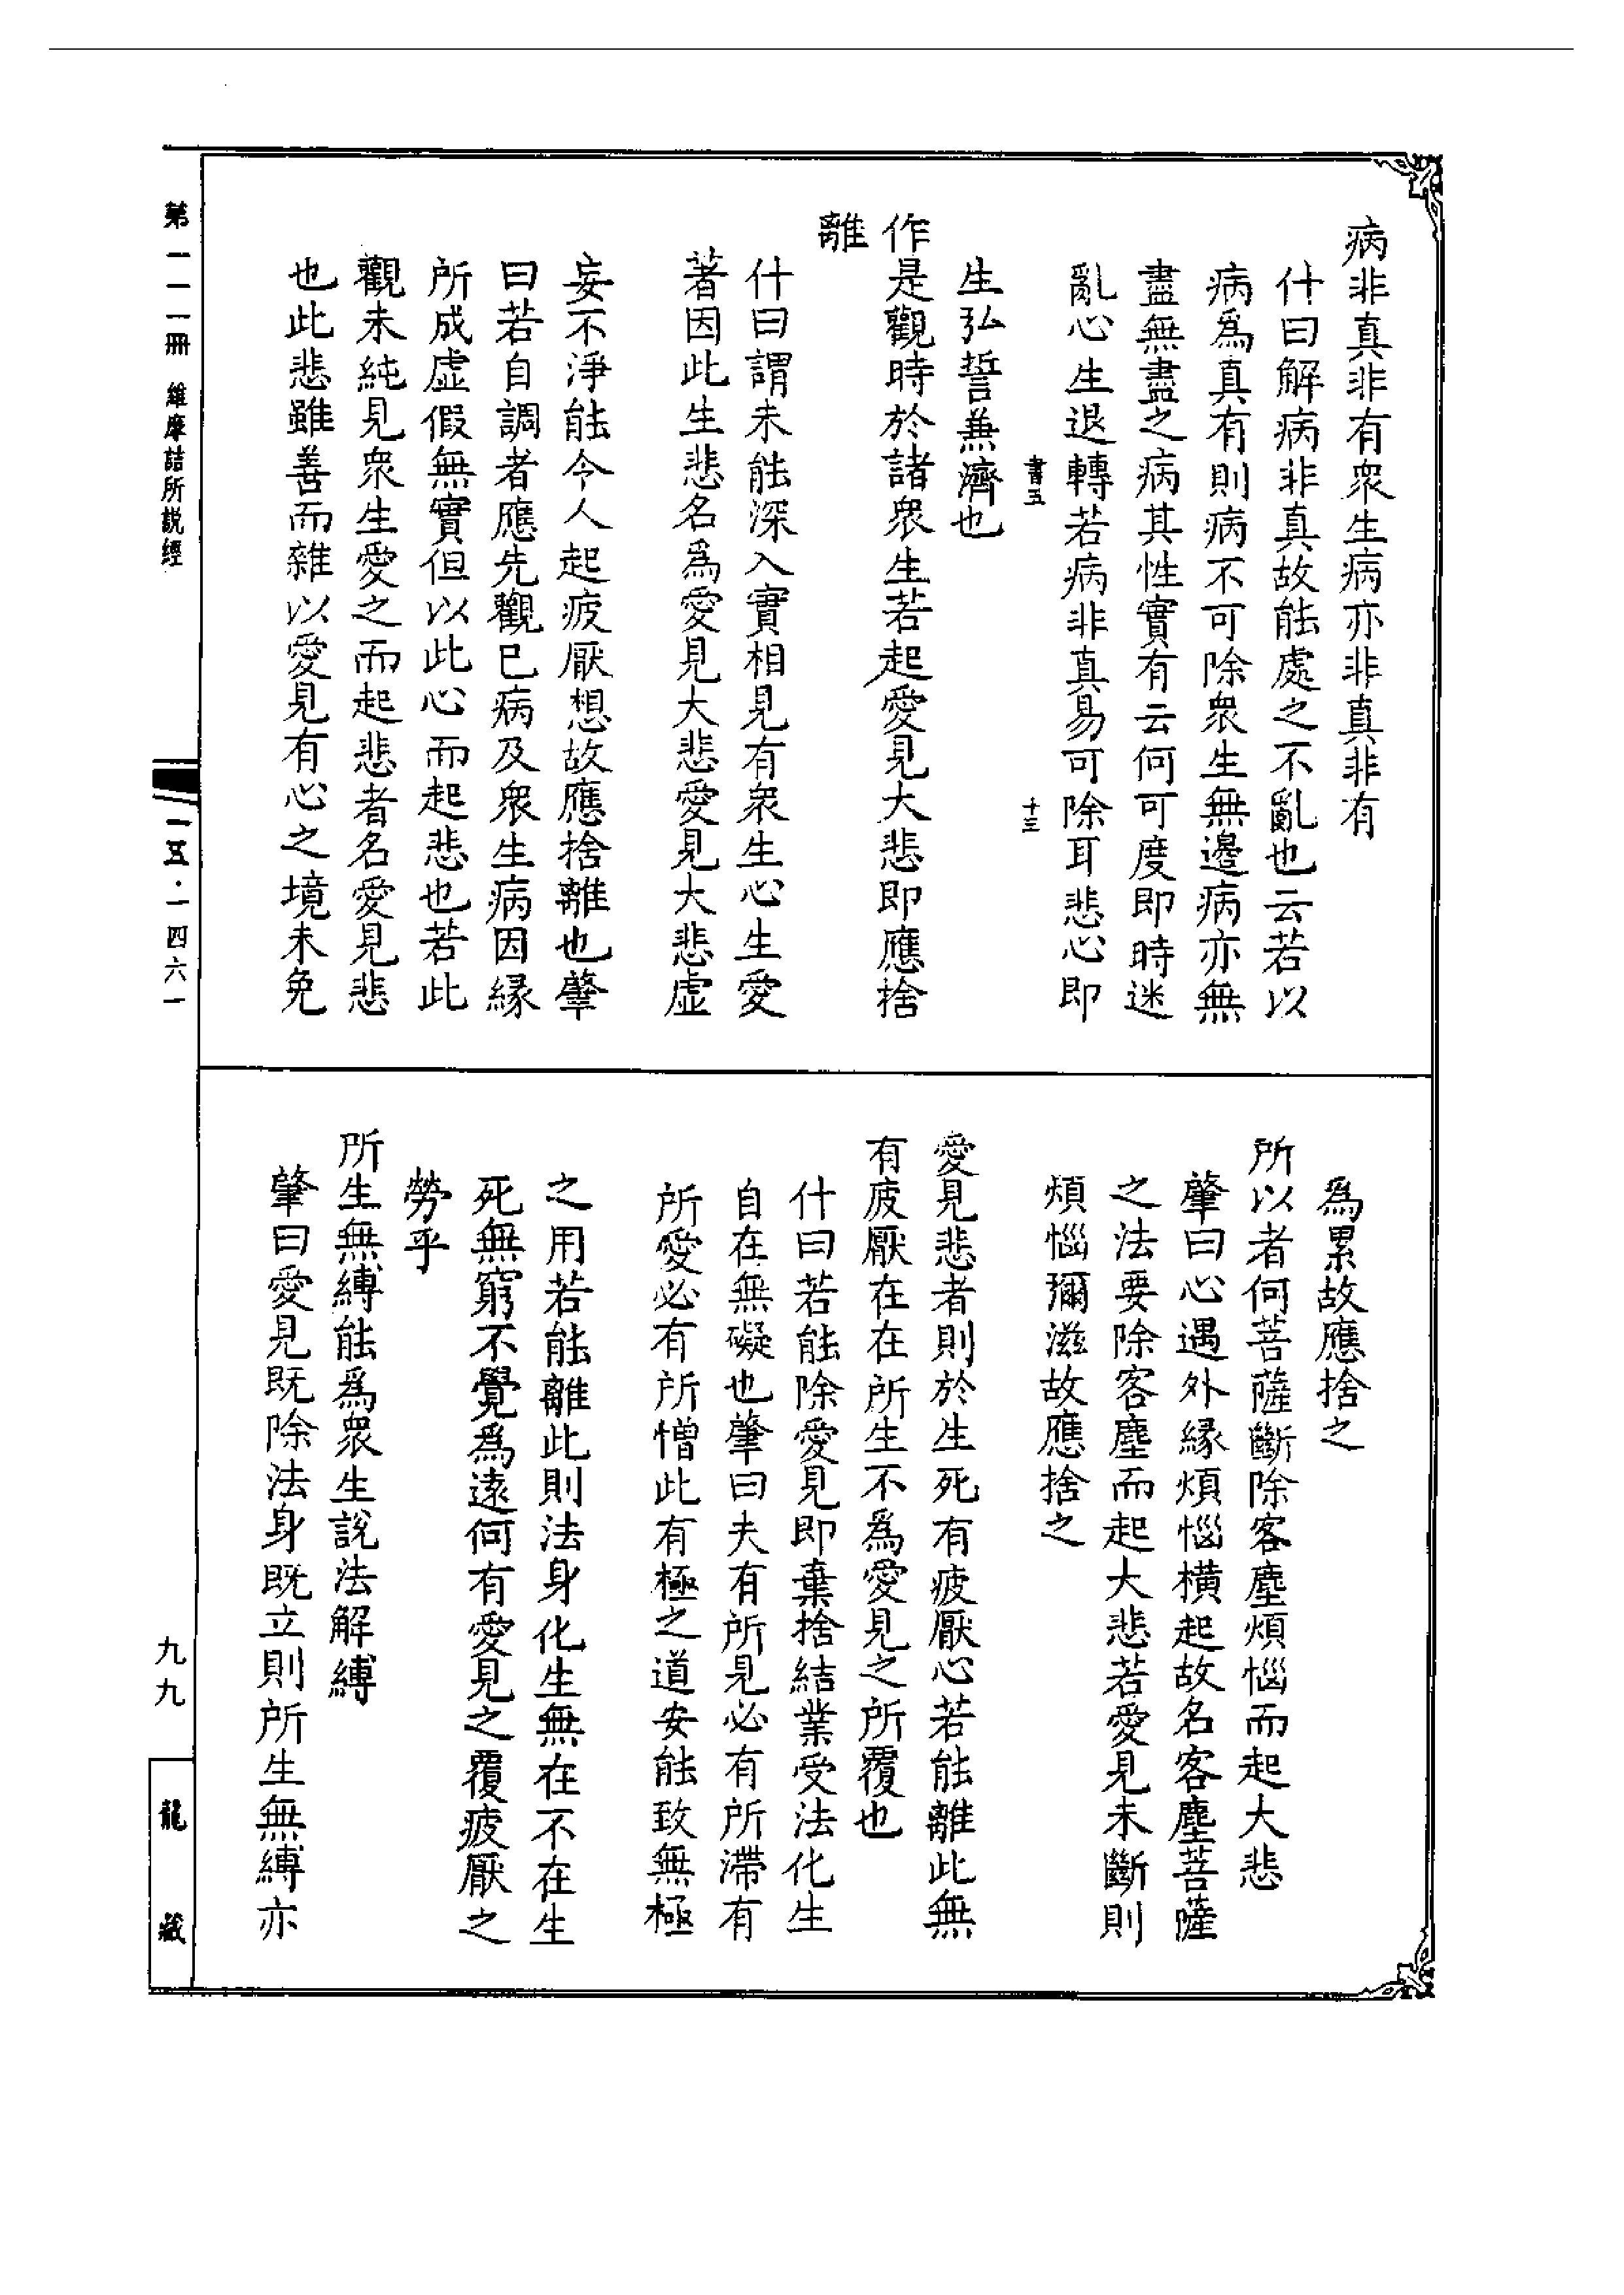 病非真非有衆生病亦非真非有
什曰解病非真故能處之不亂也云若以
病爲真有則病不可除衆生無邊病亦無
盡無盡之病其性實有云何可度即時迷
亂心生退轉若病非真易可除耳悲心即
書五
十三
生弘誓兼濟也
作是觀時於諸衆生若起愛見大悲即應捨
離
什曰謂未能深入實相見有衆生心生愛
著因此生悲名爲愛見大悲愛見大悲虛
妄不淨能令人起疲厭想故應捨離也肇
曰若自調者應先觀已病及衆生病因緣
所成虛假無實但以此心而起悲也若此
觀未純見衆生愛之而起悲者名愛見悲
也此悲雖善而雜以愛見有心之境未免
爲累故應捨之
所以者何菩薩斷除客塵煩惱而起大悲
肇曰心遇外緣煩惱橫起故名客塵菩薩
之法要除客塵而起大悲若愛見未斷則
煩惱彌滋故應捨之
愛見悲者則於生死有疲厭心若能離此無
有疲厭在在所生不爲愛見之所覆也
什曰若能除愛見即棄捨結業受法化生
自在無礙也肇曰夫有所見必有所滯有
所愛必有所憎此有極之道安能致無極
之用若能離此則法身化生無在不在生
死無窮不覺爲遠何有愛見之覆疲厭之
勞乎
所生無縛能爲衆生說法解縛
肇曰愛見既除法身既立則所生無縛亦
第一一一冊
維摩詰所説經
一五·一四六一
九九
龍藏